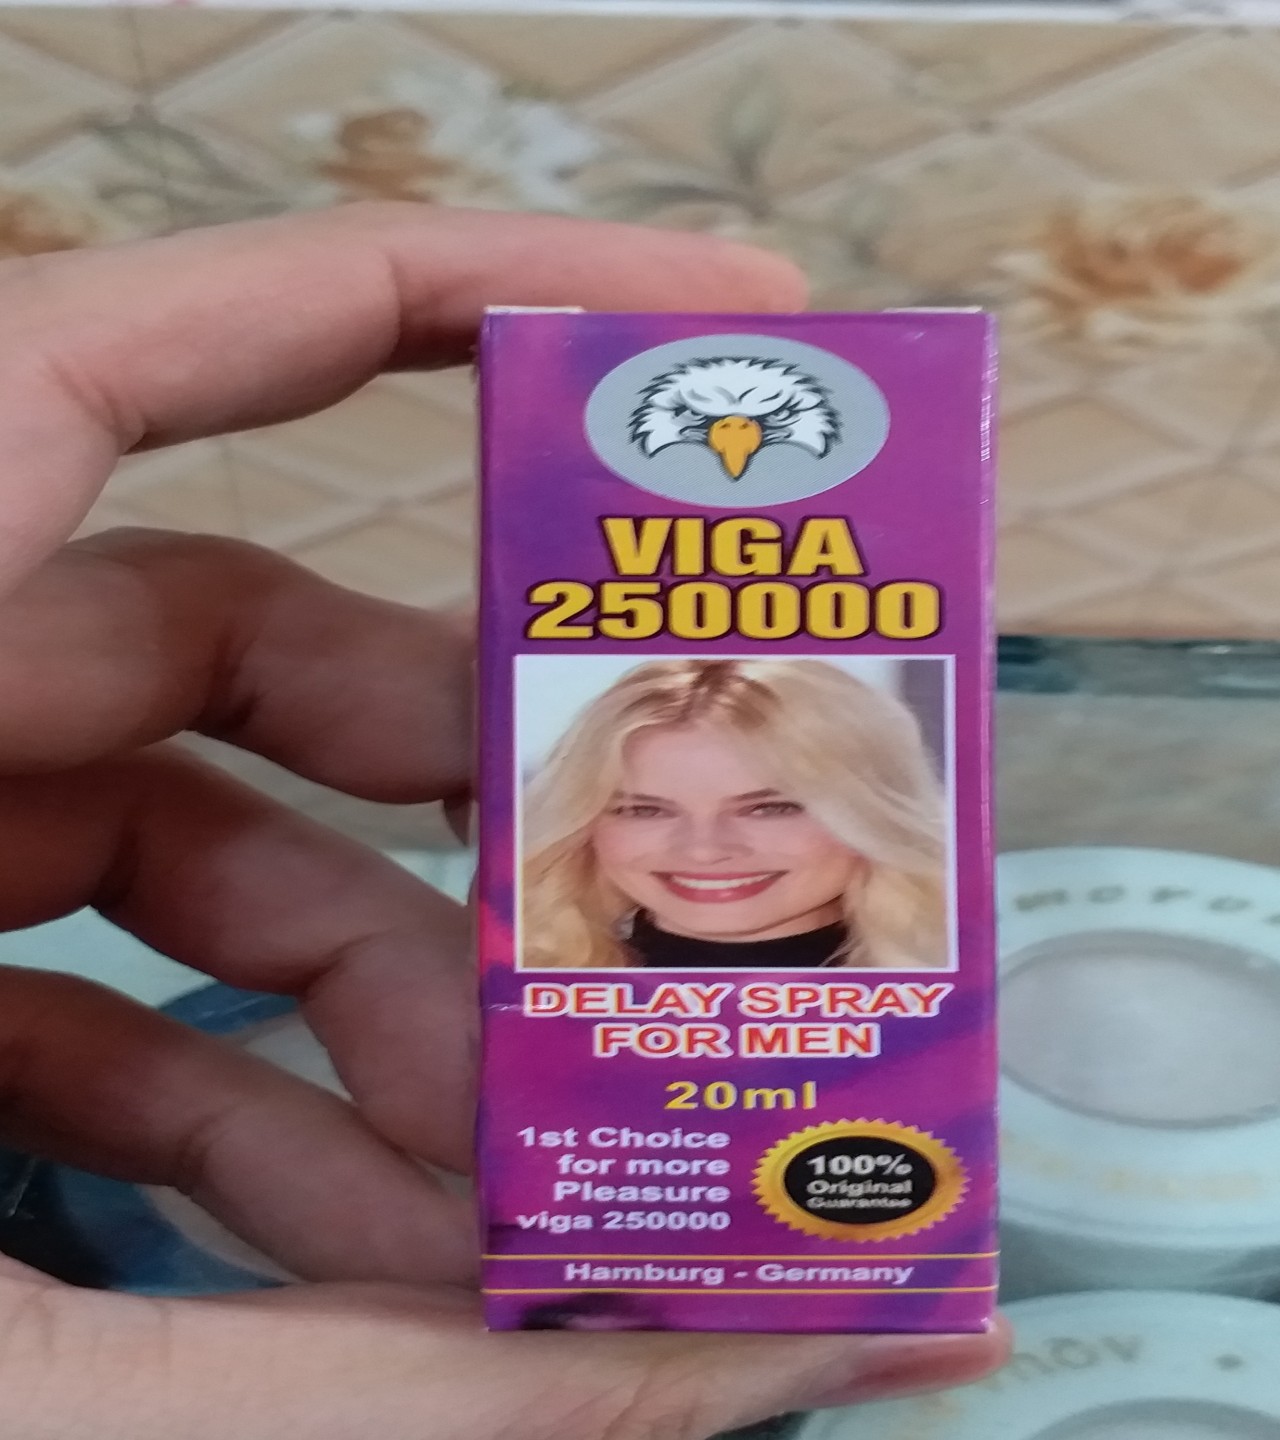 VIGA
250000
DELAY SPRAY
FOR MEN
20ml
1st Choice
for more
Pleasure
viga 250000
100%
Original
Guarantee
Hamburg - Germany